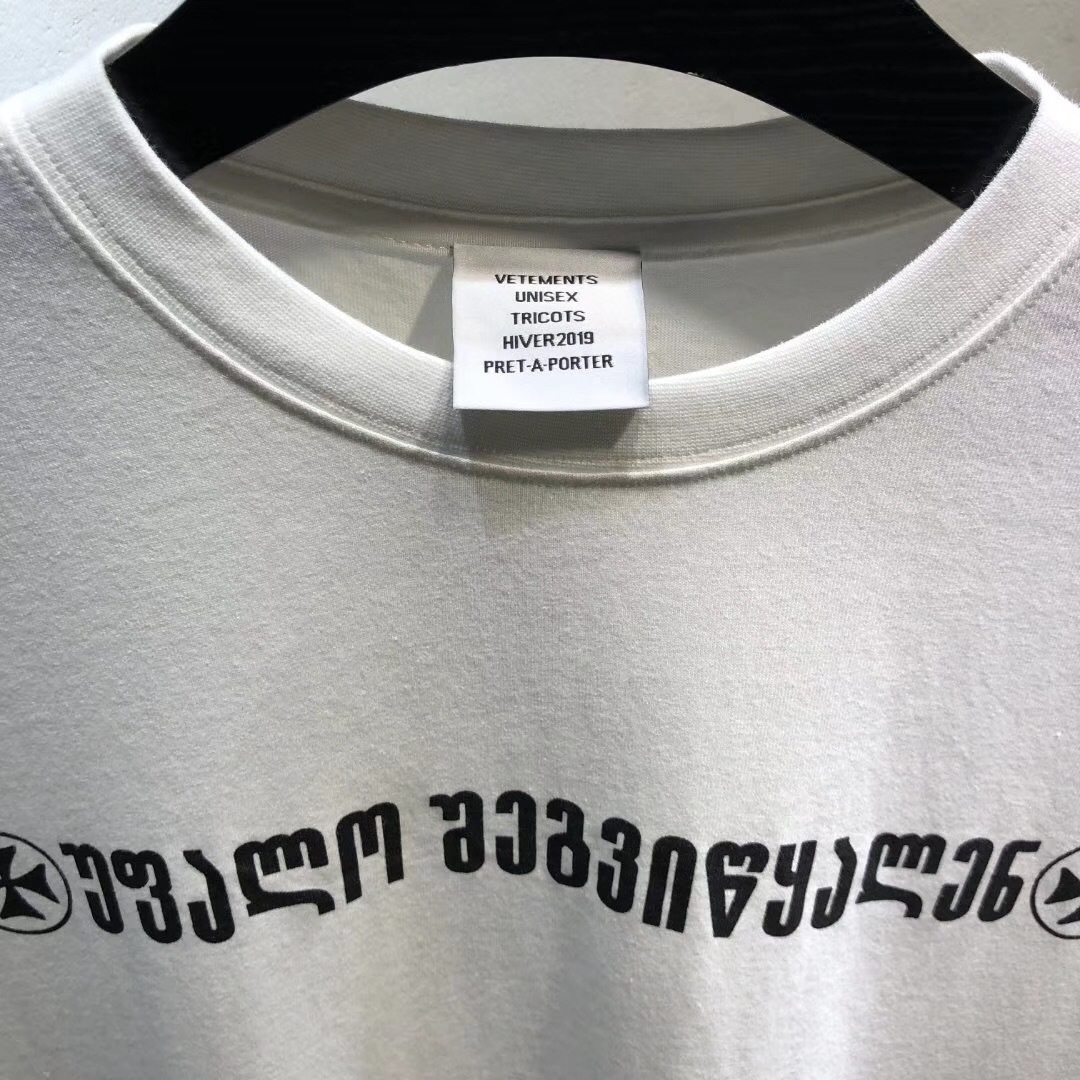 VETEMENTS
UNISEX
TRICOTS
HIVER2019
PRET-A-PORTER
უფალო შეგვიწყალენ